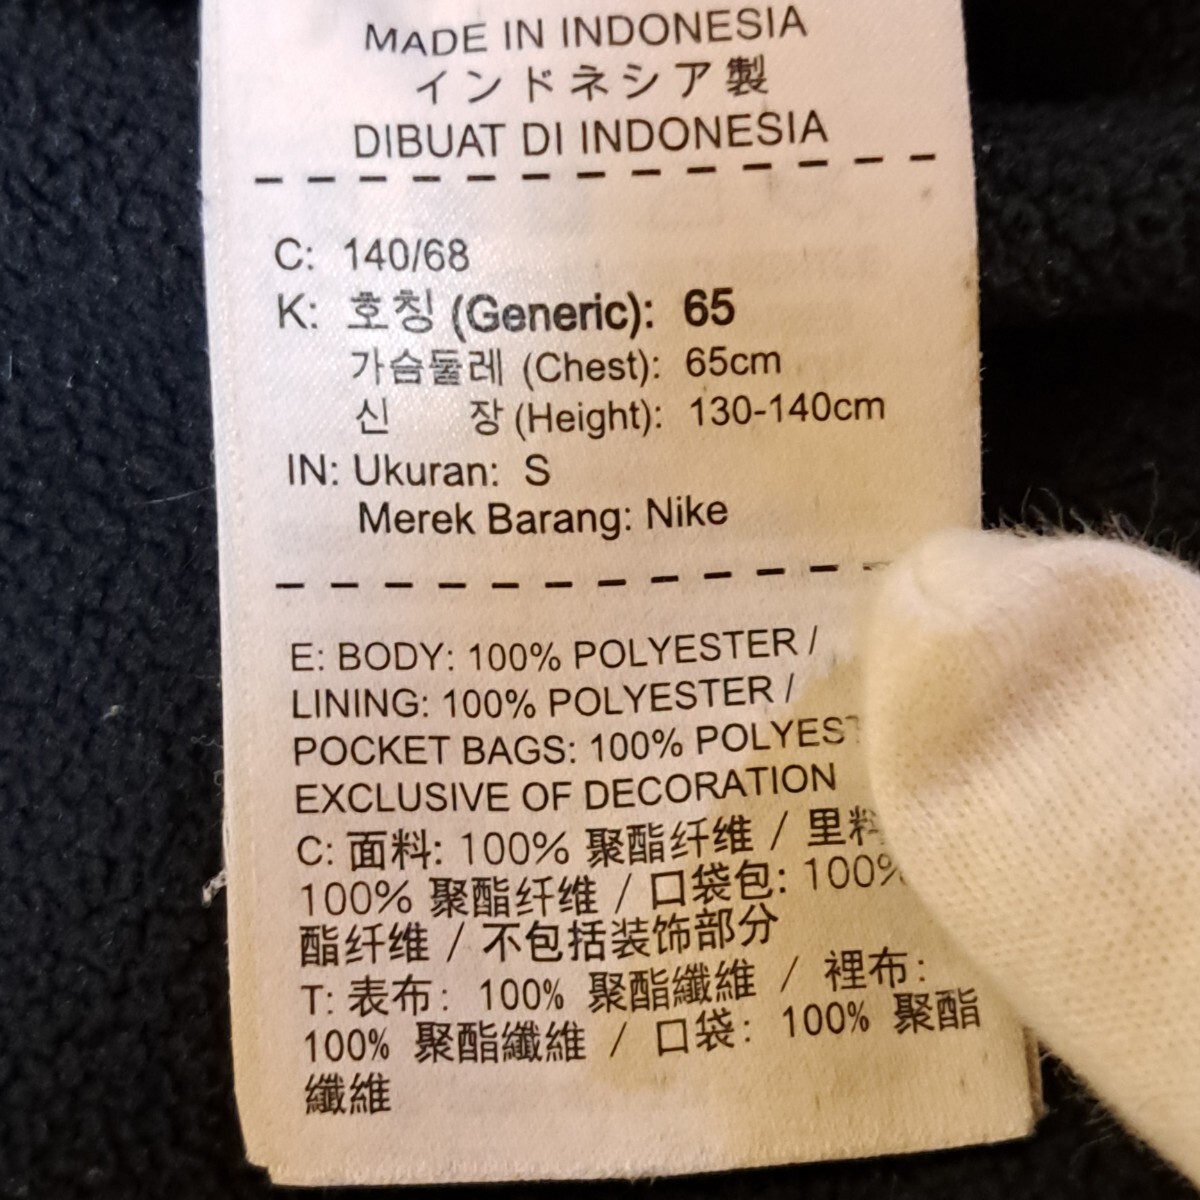 MADE IN INDONESIA
インドネシア製
DIBUAT DI INDONESIA
C: 140/68
K: 호칭 (Generic): 65
가슴둘레 (Chest): 65cm
신 장 (Height): 130-140cm
IN: Ukuran: S
Merek Barang: Nike
E: BODY: 100% POLYESTER /
LINING: 100% POLYESTER /
POCKET BAGS: 100% POLYEST
EXCLUSIVE OF DECORATION
C: 面料: 100% 聚酯纤维 / 里料
100% 聚酯纤维 / 口袋包: 100%
酯纤维 / 不包括装饰部分
T: 表布: 100% 聚酯纖維 / 裡布:
100% 聚酯纖維 / 口袋: 100% 聚酯
纖維